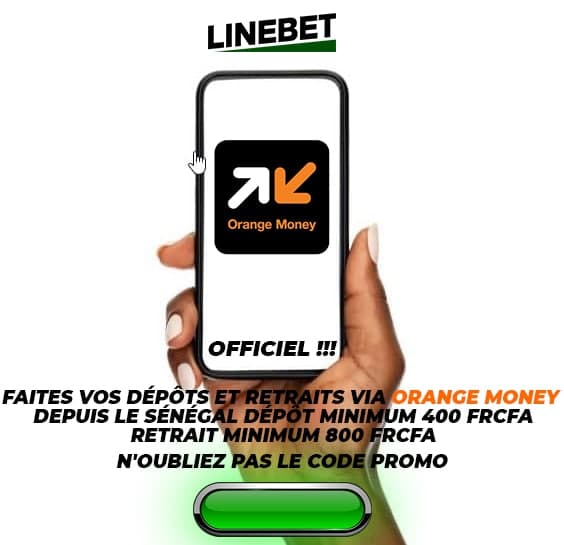 LINEBET
Orange Money
OFFICIEL !!!
FAITES VOS DÉPÔTS ET RETRAITS VIA ORANGE MONEY
DEPUIS LE SÉNÉGAL DÉPÔT MINIMUM 400 FRCFA
RETRAIT MINIMUM 800 FRCFA
N'OUBLIEZ PAS LE CODE PROMO